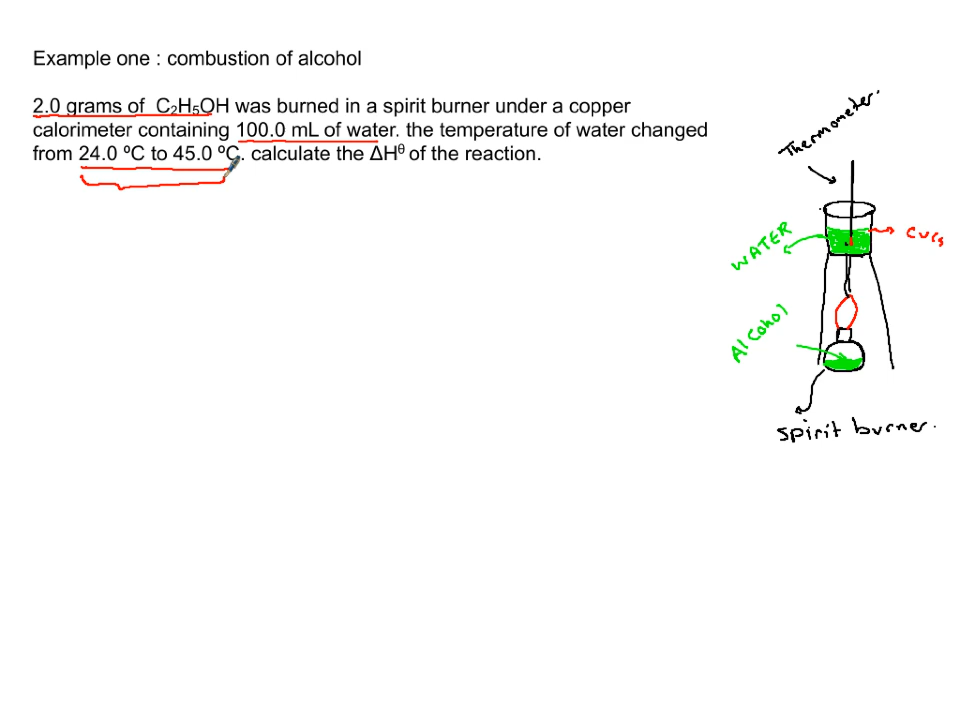 Example one : combustion of alcohol
2.0 grams of C₂H₅OH was burned in a spirit burner under a copper
calorimeter containing 100.0 mL of water. the temperature of water changed
from 24.0 ºC to 45.0 ºC. calculate the ΔHᶿ of the reaction.
Thermometer.
WATER
Alcohol
spirit burner.